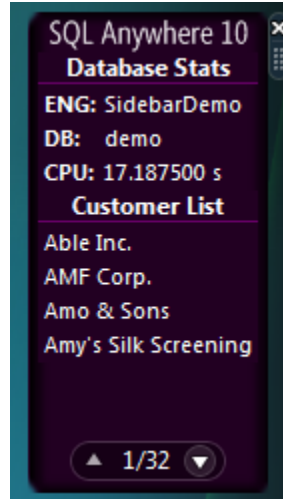 SQL Anywhere 10
Database Stats
ENG: SidebarDemo
DB: demo
CPU: 17.187500 s
Customer List
Able Inc.
AMF Corp.
Amo & Sons
Amy's Silk Screening
1/32